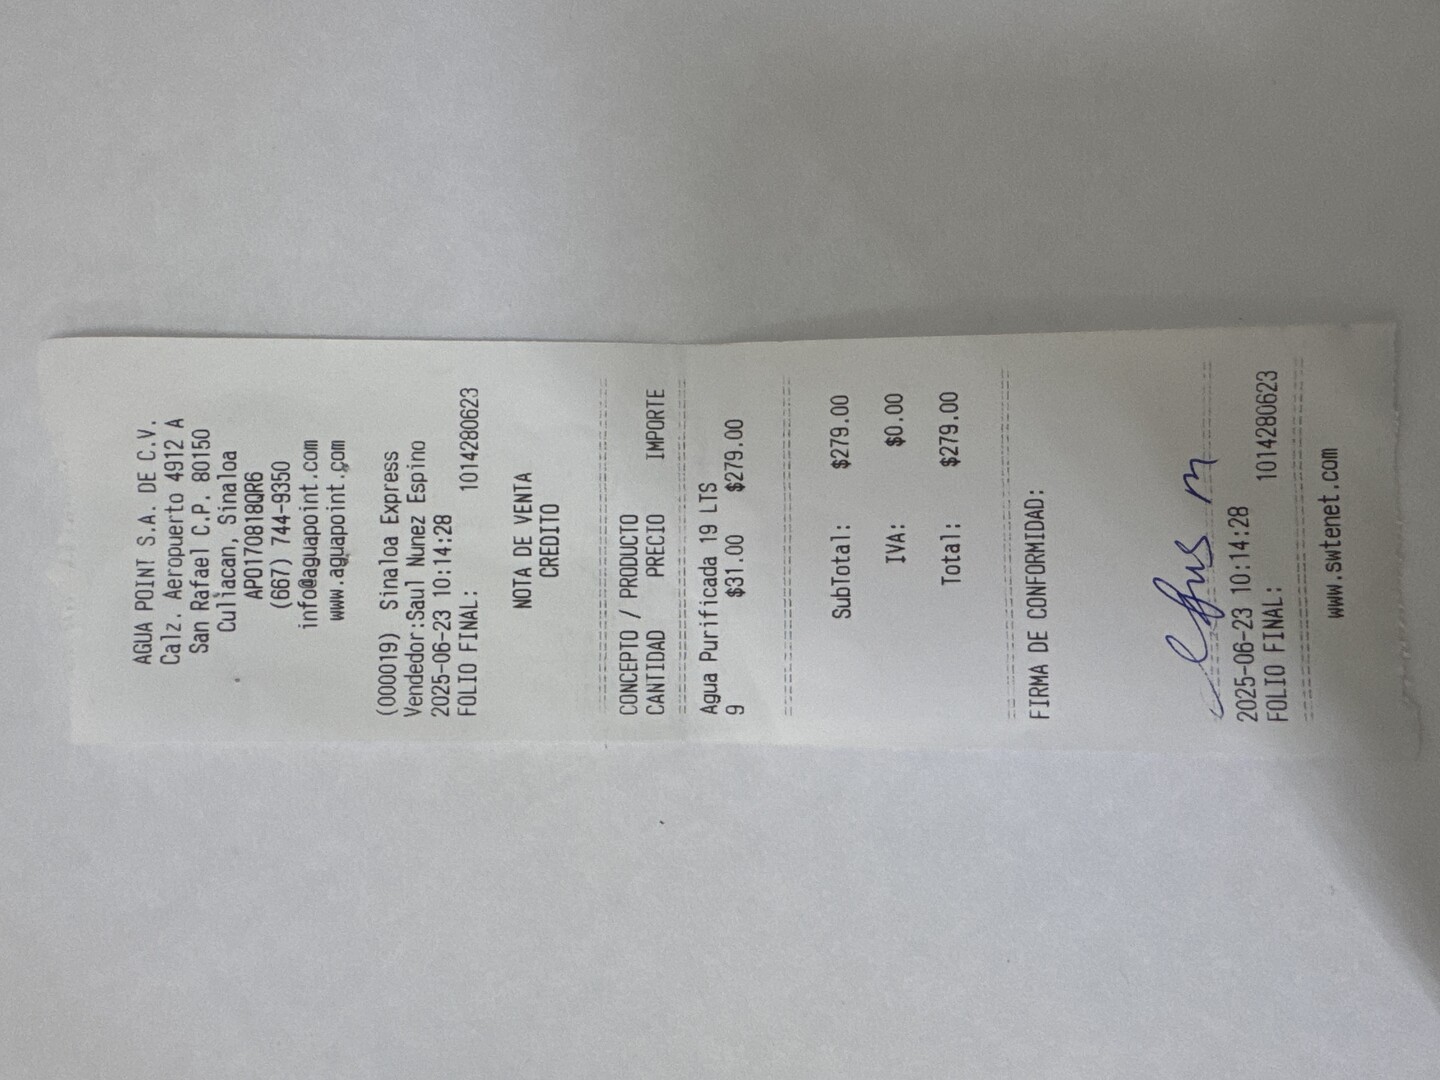 AGUA POINT S.A. DE C.V.
Calz. Aeropuerto 4912 A
San Rafael C.P. 80150
Culiacan, Sinaloa
APO170818QR6
(667) 744-9350
info@aguapoint.com
www.aguapoint.com
(000019) Sinaloa Express
Vendedor:Saul Nunez Espino
2025-06-23 10:14:28
FOLIO FINAL: 1014280623
NOTA DE VENTA
CREDITO
CONCEPTO / PRODUCTO
CANTIDAD PRECIO IMPORTE
Agua Purificada 19 LTS
9 $31.00 $279.00
SubTotal: $279.00
IVA: $0.00
Total: $279.00
FIRMA DE CONFORMIDAD:
2025-06-23 10:14:28
FOLIO FINAL: 1014280623
www.swtenet.com